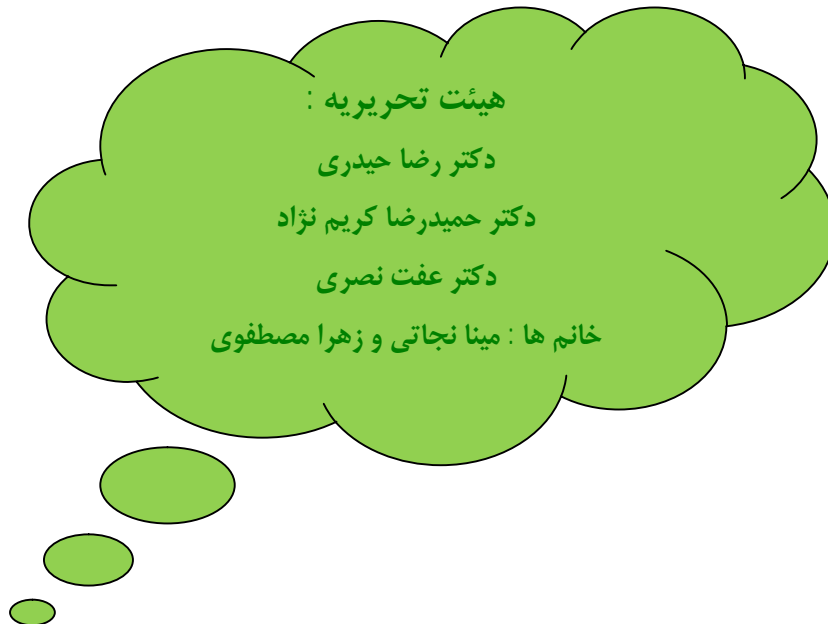 هیئت تحریریه :
دکتر رضا حیدری
دکتر حمیدرضا کریم نژاد
دکتر عفت نصری
خانم ها : مینا نجاتی و زهرا مصطفوی